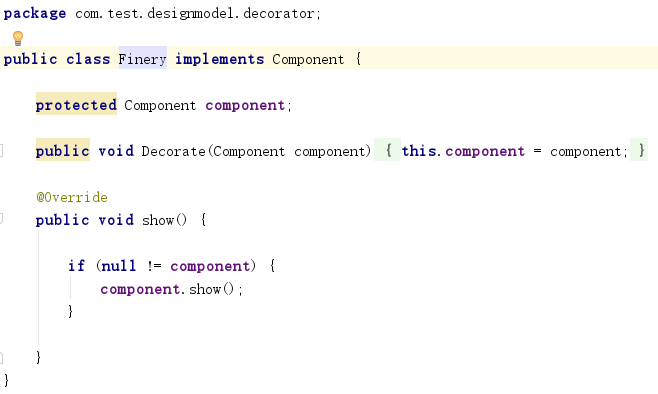 package com.test.designmodel.decorator;
public class Finery implements Component {
protected Component component;
public void Decorate(Component component) { this.component = component; }
@Override
public void show() {
if (null != component) {
component.show();
}
}
}